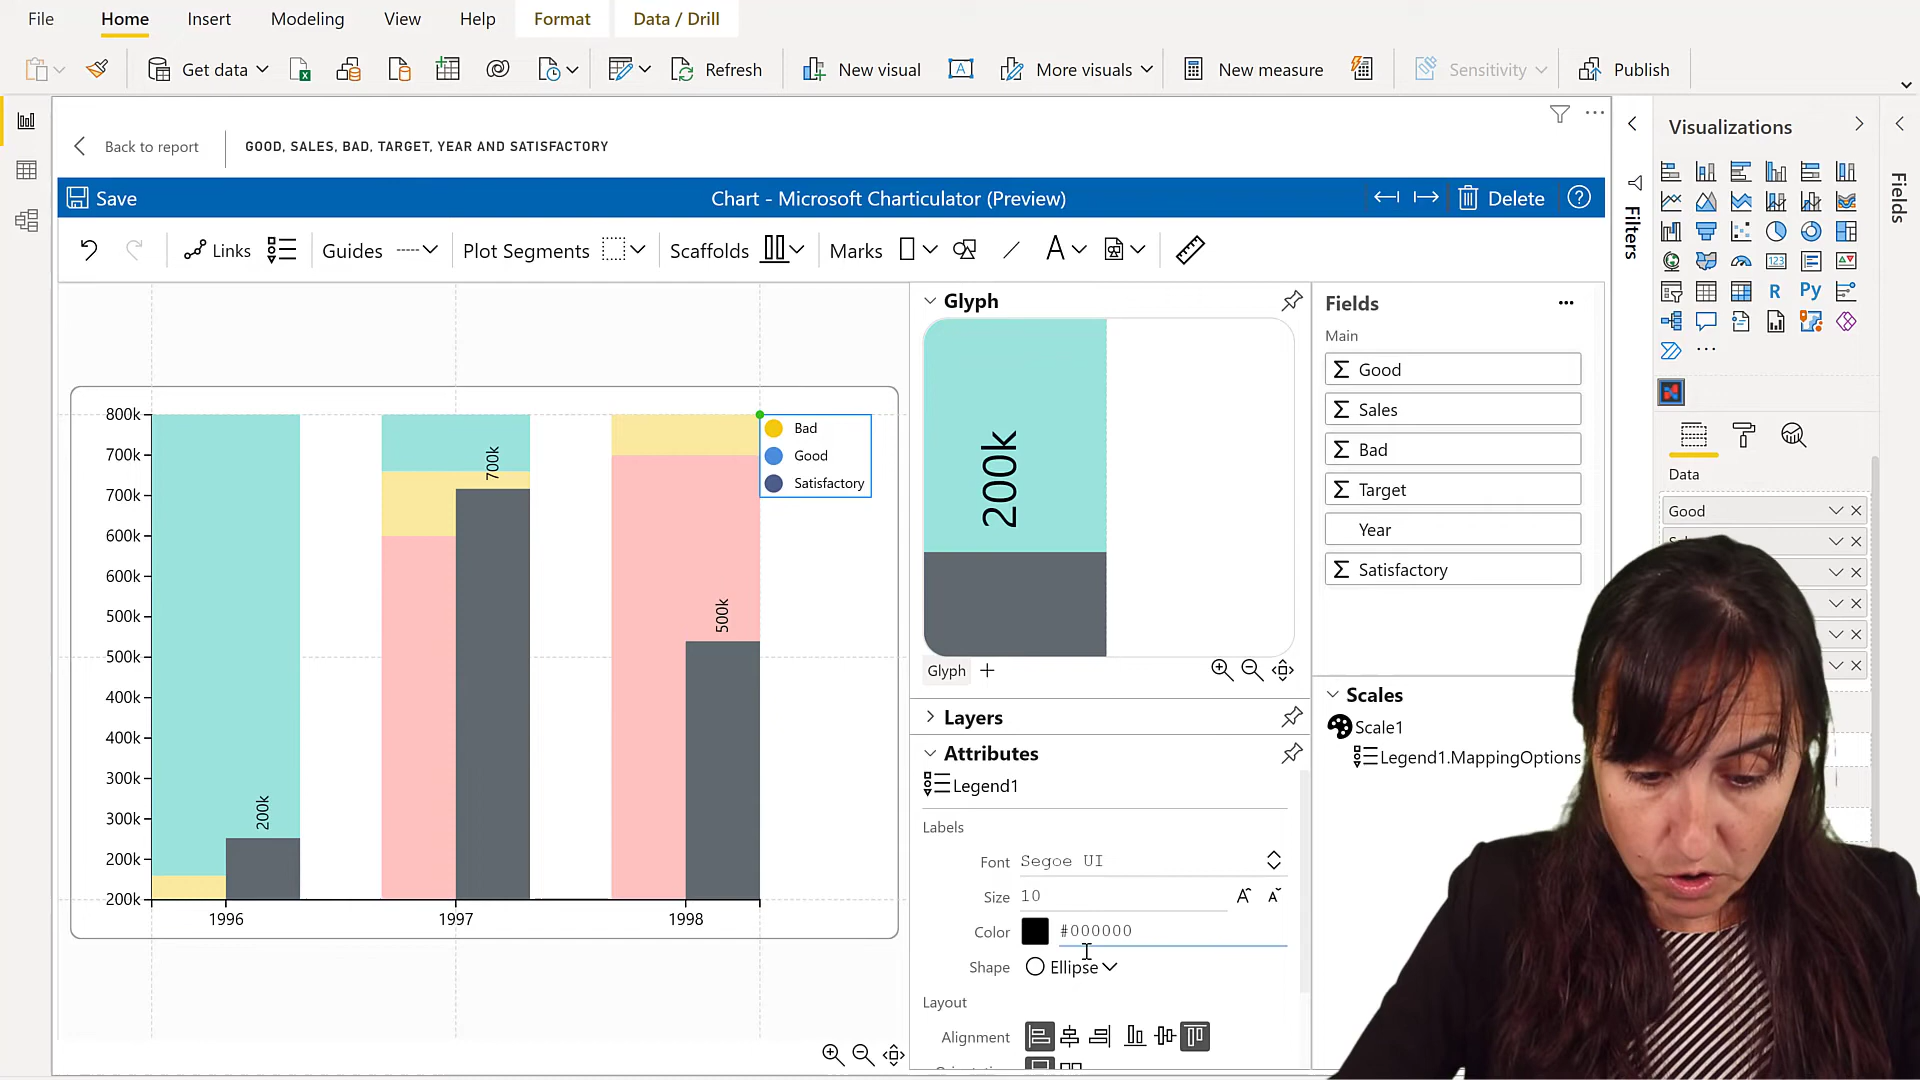 File Home Insert Modeling View Help Format Data / Drill
Get data Refresh New visual A More visuals New measure Sensitivity Publish
Back to report GOOD, SALES, BAD, TARGET, YEAR AND SATISFACTORY
Save Chart - Microsoft Charticulator (Preview) Delete ?
Links Guides Plot Segments Scaffolds Marks A
800k
700k
700k
600k
600k
500k
500k
400k
400k
300k
300k
200k
200k
1996 1997 1998
200k
700k
500k
Bad
Good
Satisfactory
Glyph
200k
Glyph +
Layers
Attributes
Legend1
Labels
Font Segoe UI
Size 10
Color #000000
Shape Ellipse
Layout
Alignment
Fields
Main
Σ Good
Σ Sales
Σ Bad
Σ Target
Year
Σ Satisfactory
Scales
Scale1
Legend1.MappingOptions
Filters
Visualizations
123
R Py
Data
Good
Fields